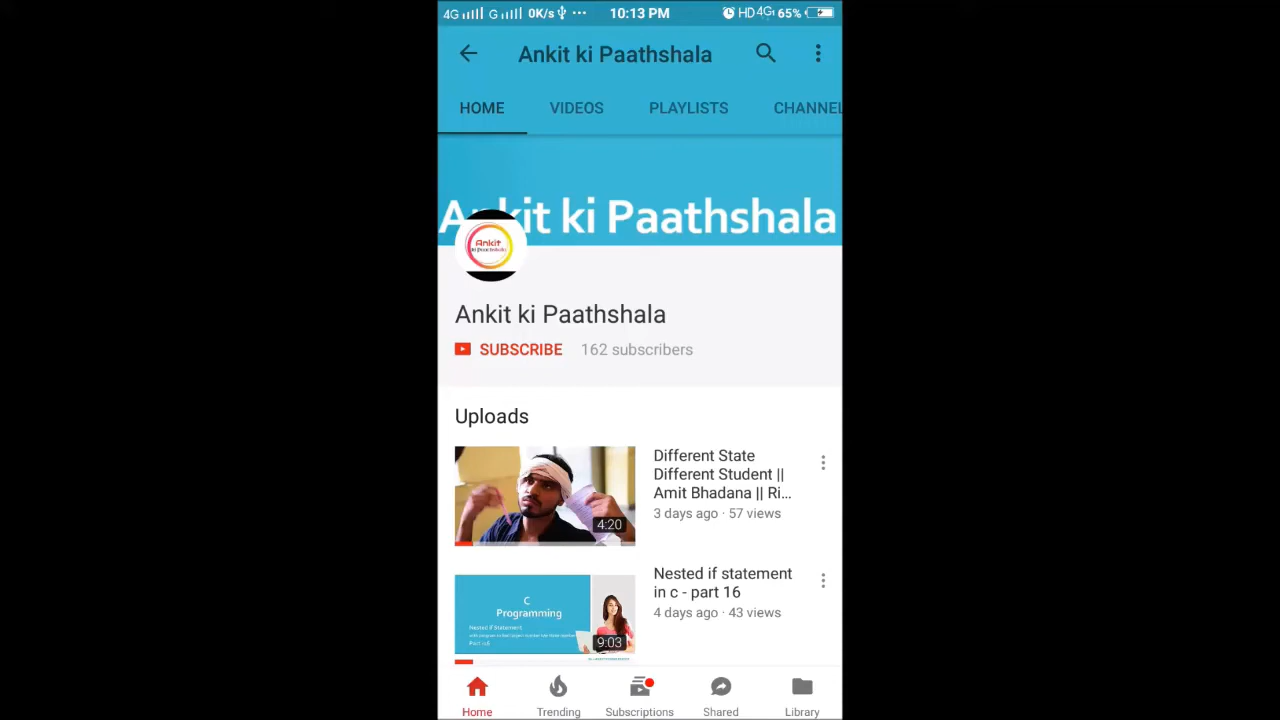 4G G 0K/s ••• 10:13 PM HD 4G 65%
Ankit ki Paathshala
HOME VIDEOS PLAYLISTS CHANNEL
Ankit ki Paathshala
Ankit
Ankit ki Paathshala
SUBSCRIBE 162 subscribers
Uploads
Different State
Different Student ||
Amit Bhadana || Ri...
3 days ago · 57 views
4:20
Nested if statement
in c - part 16
4 days ago · 43 views
C
Programming
Nested if Statement
9:03
Home Trending Subscriptions Shared Library